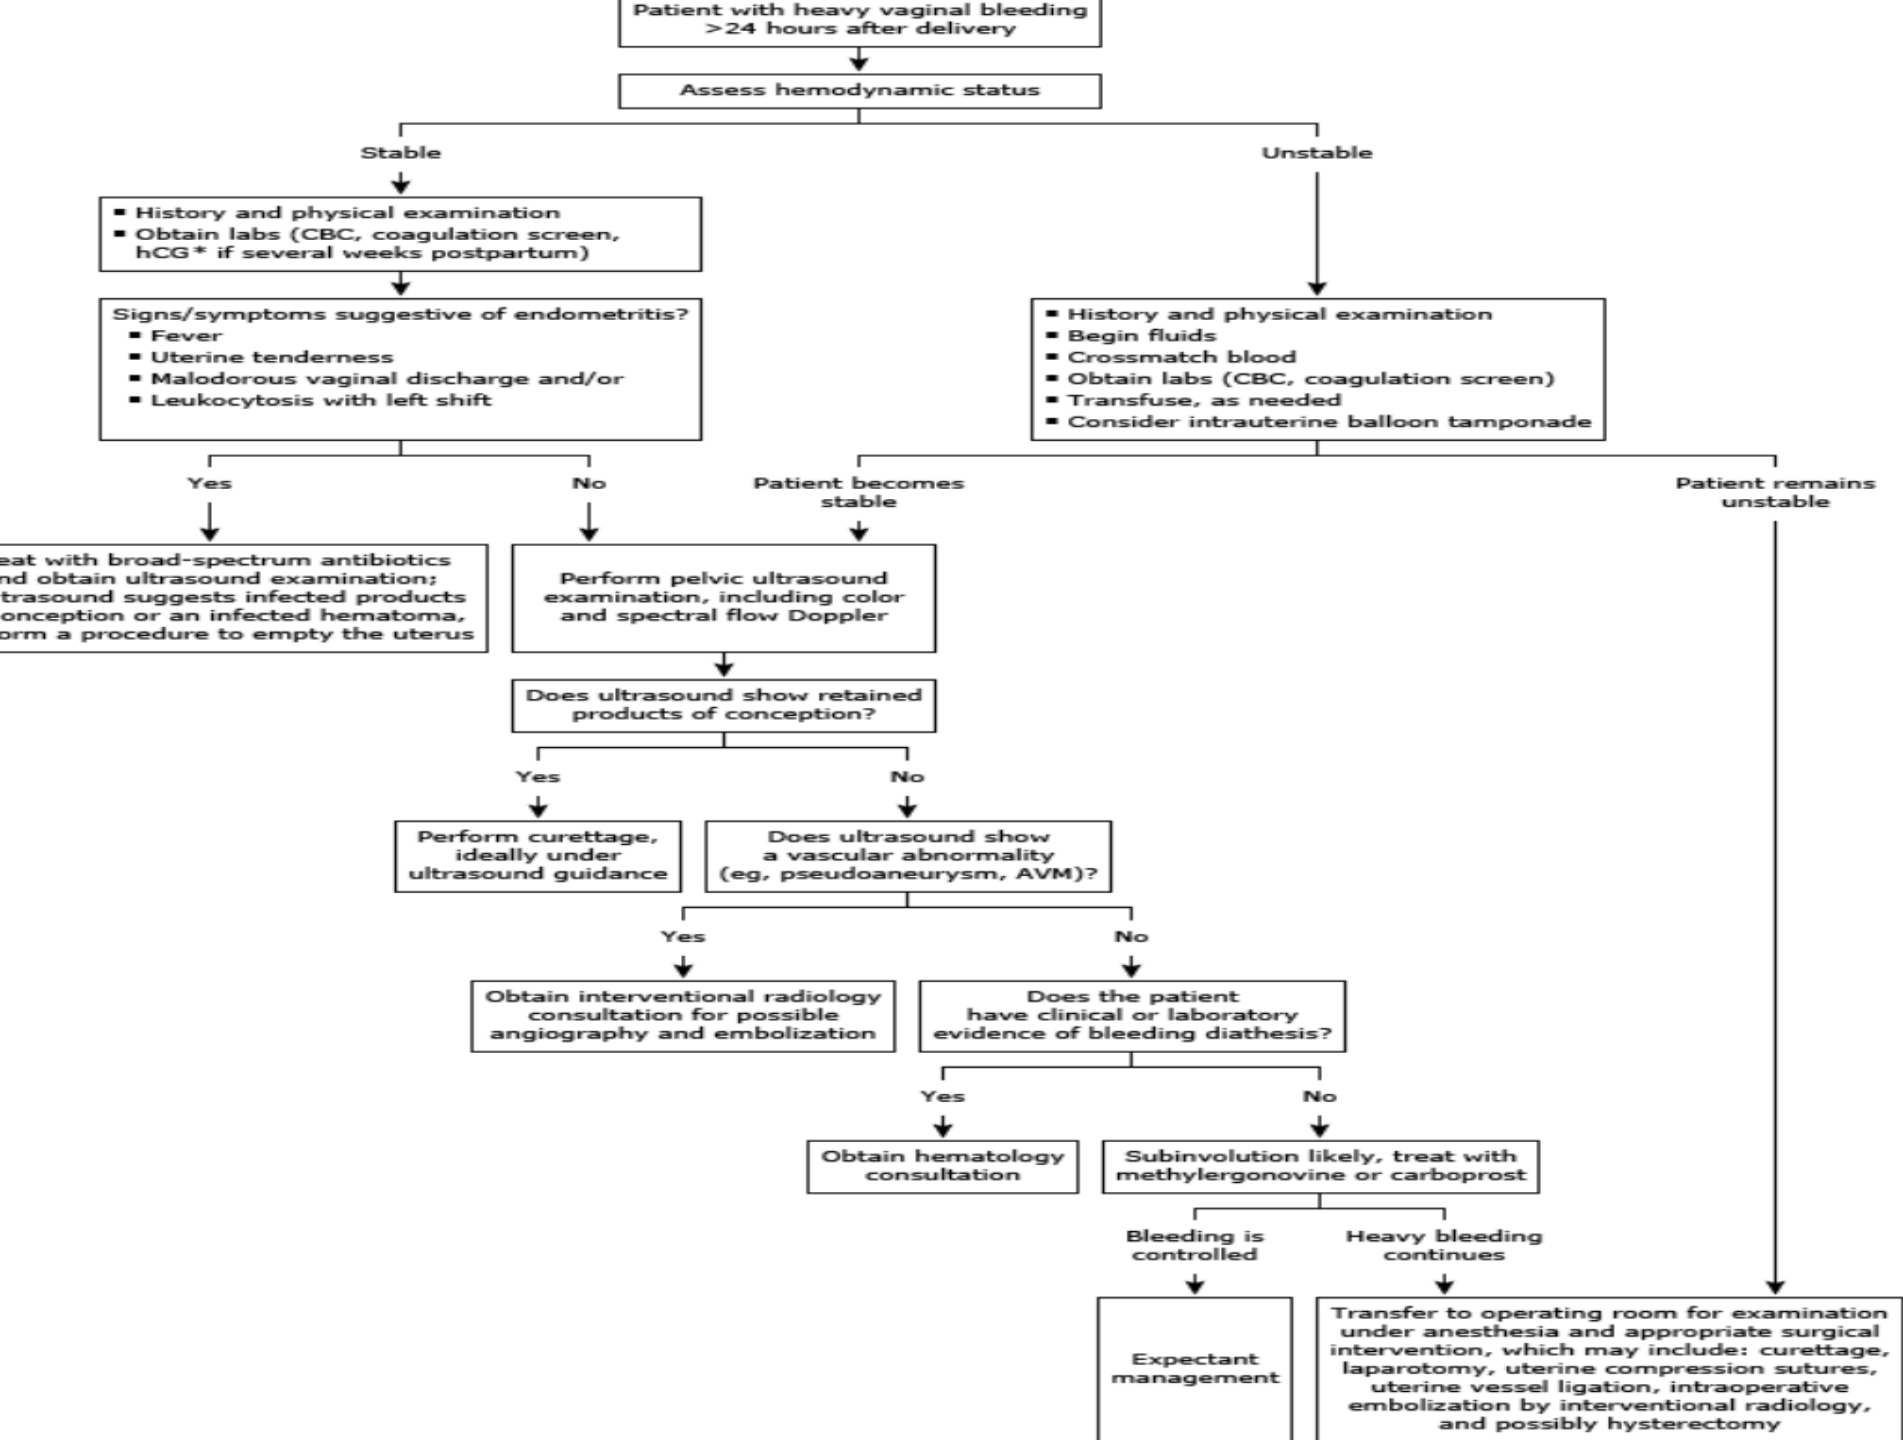 Patient with heavy vaginal bleeding
>24 hours after delivery
Assess hemodynamic status
Stable
Unstable
▪ History and physical examination
▪ Obtain labs (CBC, coagulation screen,
hCG* if several weeks postpartum)
Signs/symptoms suggestive of endometritis?
▪ Fever
▪ Uterine tenderness
▪ Malodorous vaginal discharge and/or
▪ Leukocytosis with left shift
▪ History and physical examination
▪ Begin fluids
▪ Crossmatch blood
▪ Obtain labs (CBC, coagulation screen)
▪ Transfuse, as needed
▪ Consider intrauterine balloon tamponade
Yes
No
Patient becomes
stable
Patient remains
unstable
eat with broad-spectrum antibiotics
nd obtain ultrasound examination;
trasound suggests infected products
onception or an infected hematoma,
orm a procedure to empty the uterus
Perform pelvic ultrasound
examination, including color
and spectral flow Doppler
Does ultrasound show retained
products of conception?
Yes
No
Perform curettage,
ideally under
ultrasound guidance
Does ultrasound show
a vascular abnormality
(eg, pseudoaneurysm, AVM)?
Yes
No
Obtain interventional radiology
consultation for possible
angiography and embolization
Does the patient
have clinical or laboratory
evidence of bleeding diathesis?
Yes
No
Obtain hematology
consultation
Subinvolution likely, treat with
methylergonovine or carboprost
Bleeding is
controlled
Heavy bleeding
continues
Expectant
management
Transfer to operating room for examination
under anesthesia and appropriate surgical
intervention, which may include: curettage,
laparotomy, uterine compression sutures,
uterine vessel ligation, intraoperative
embolization by interventional radiology,
and possibly hysterectomy